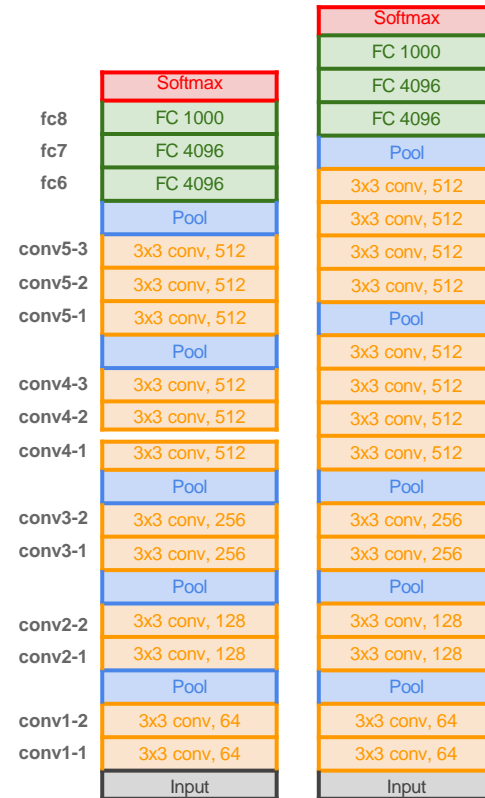 Softmax
fc8 FC 1000
fc7 FC 4096
fc6 FC 4096
Pool
conv5-3 3x3 conv, 512
conv5-2 3x3 conv, 512
conv5-1 3x3 conv, 512
Pool
conv4-3 3x3 conv, 512
conv4-2 3x3 conv, 512
conv4-1 3x3 conv, 512
Pool
conv3-2 3x3 conv, 256
conv3-1 3x3 conv, 256
Pool
conv2-2 3x3 conv, 128
conv2-1 3x3 conv, 128
Pool
conv1-2 3x3 conv, 64
conv1-1 3x3 conv, 64
Input
Softmax
FC 1000
FC 4096
FC 4096
Pool
3x3 conv, 512
3x3 conv, 512
3x3 conv, 512
3x3 conv, 512
Pool
3x3 conv, 512
3x3 conv, 512
3x3 conv, 512
3x3 conv, 512
Pool
3x3 conv, 256
3x3 conv, 256
Pool
3x3 conv, 128
3x3 conv, 128
Pool
3x3 conv, 64
3x3 conv, 64
Input